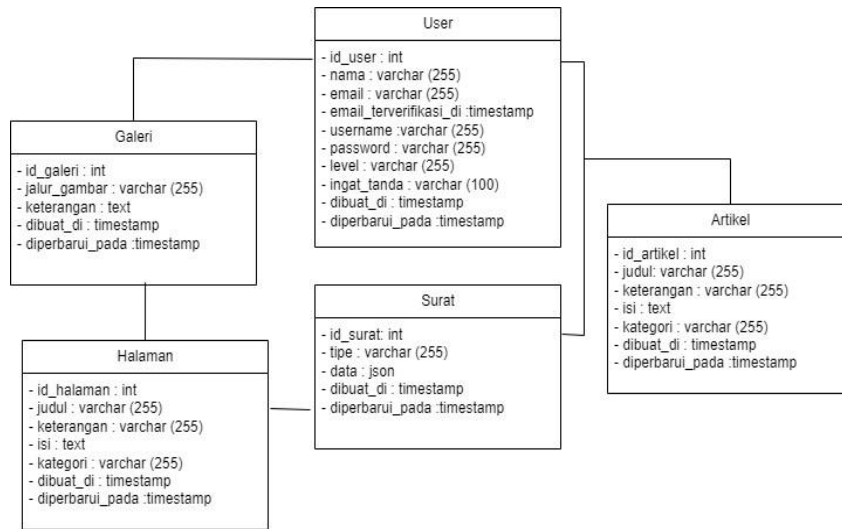 User
- id_user : int
- nama : varchar (255)
- email : varchar (255)
- email_terverifikasi_di :timestamp
- username :varchar (255)
- password : varchar (255)
- level : varchar (255)
- ingat_tanda : varchar (100)
- dibuat_di : timestamp
- diperbarui_pada :timestamp
Galeri
- id_galeri : int
- jalur_gambar : varchar (255)
- keterangan : text
- dibuat_di : timestamp
- diperbarui_pada :timestamp
Artikel
- id_artikel : int
- judul: varchar (255)
- keterangan : varchar (255)
- isi : text
- kategori : varchar (255)
- dibuat_di : timestamp
- diperbarui_pada :timestamp
Surat
- id_surat: int
- tipe : varchar (255)
- data : json
- dibuat_di : timestamp
- diperbarui_pada :timestamp
Halaman
- id_halaman : int
- judul : varchar (255)
- keterangan : varchar (255)
- isi : text
- kategori : varchar (255)
- dibuat_di : timestamp
- diperbarui_pada :timestamp